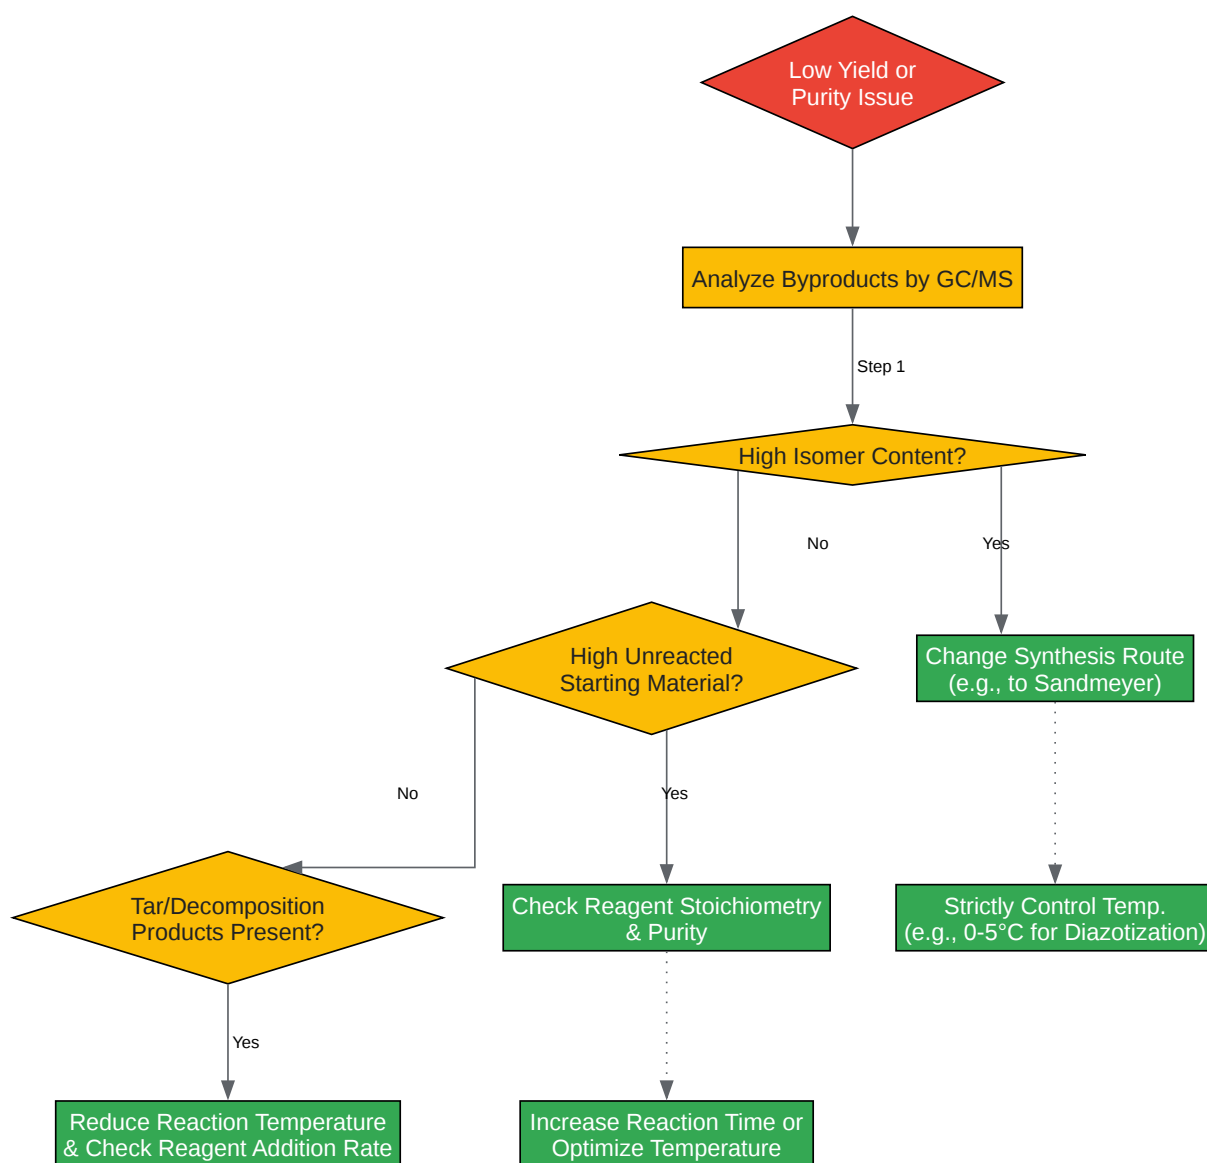 Low Yield or
Purity Issue
Analyze Byproducts by GC/MS
Step 1
High Isomer Content?
No
Yes
High Unreacted
Starting Material?
Change Synthesis Route
(e.g., to Sandmeyer)
No
Yes
Tar/Decomposition
Products Present?
Check Reagent Stoichiometry
& Purity
Strictly Control Temp.
(e.g., 0-5°C for Diazotization)
Yes
Reduce Reaction Temperature
& Check Reagent Addition Rate
Increase Reaction Time or
Optimize Temperature